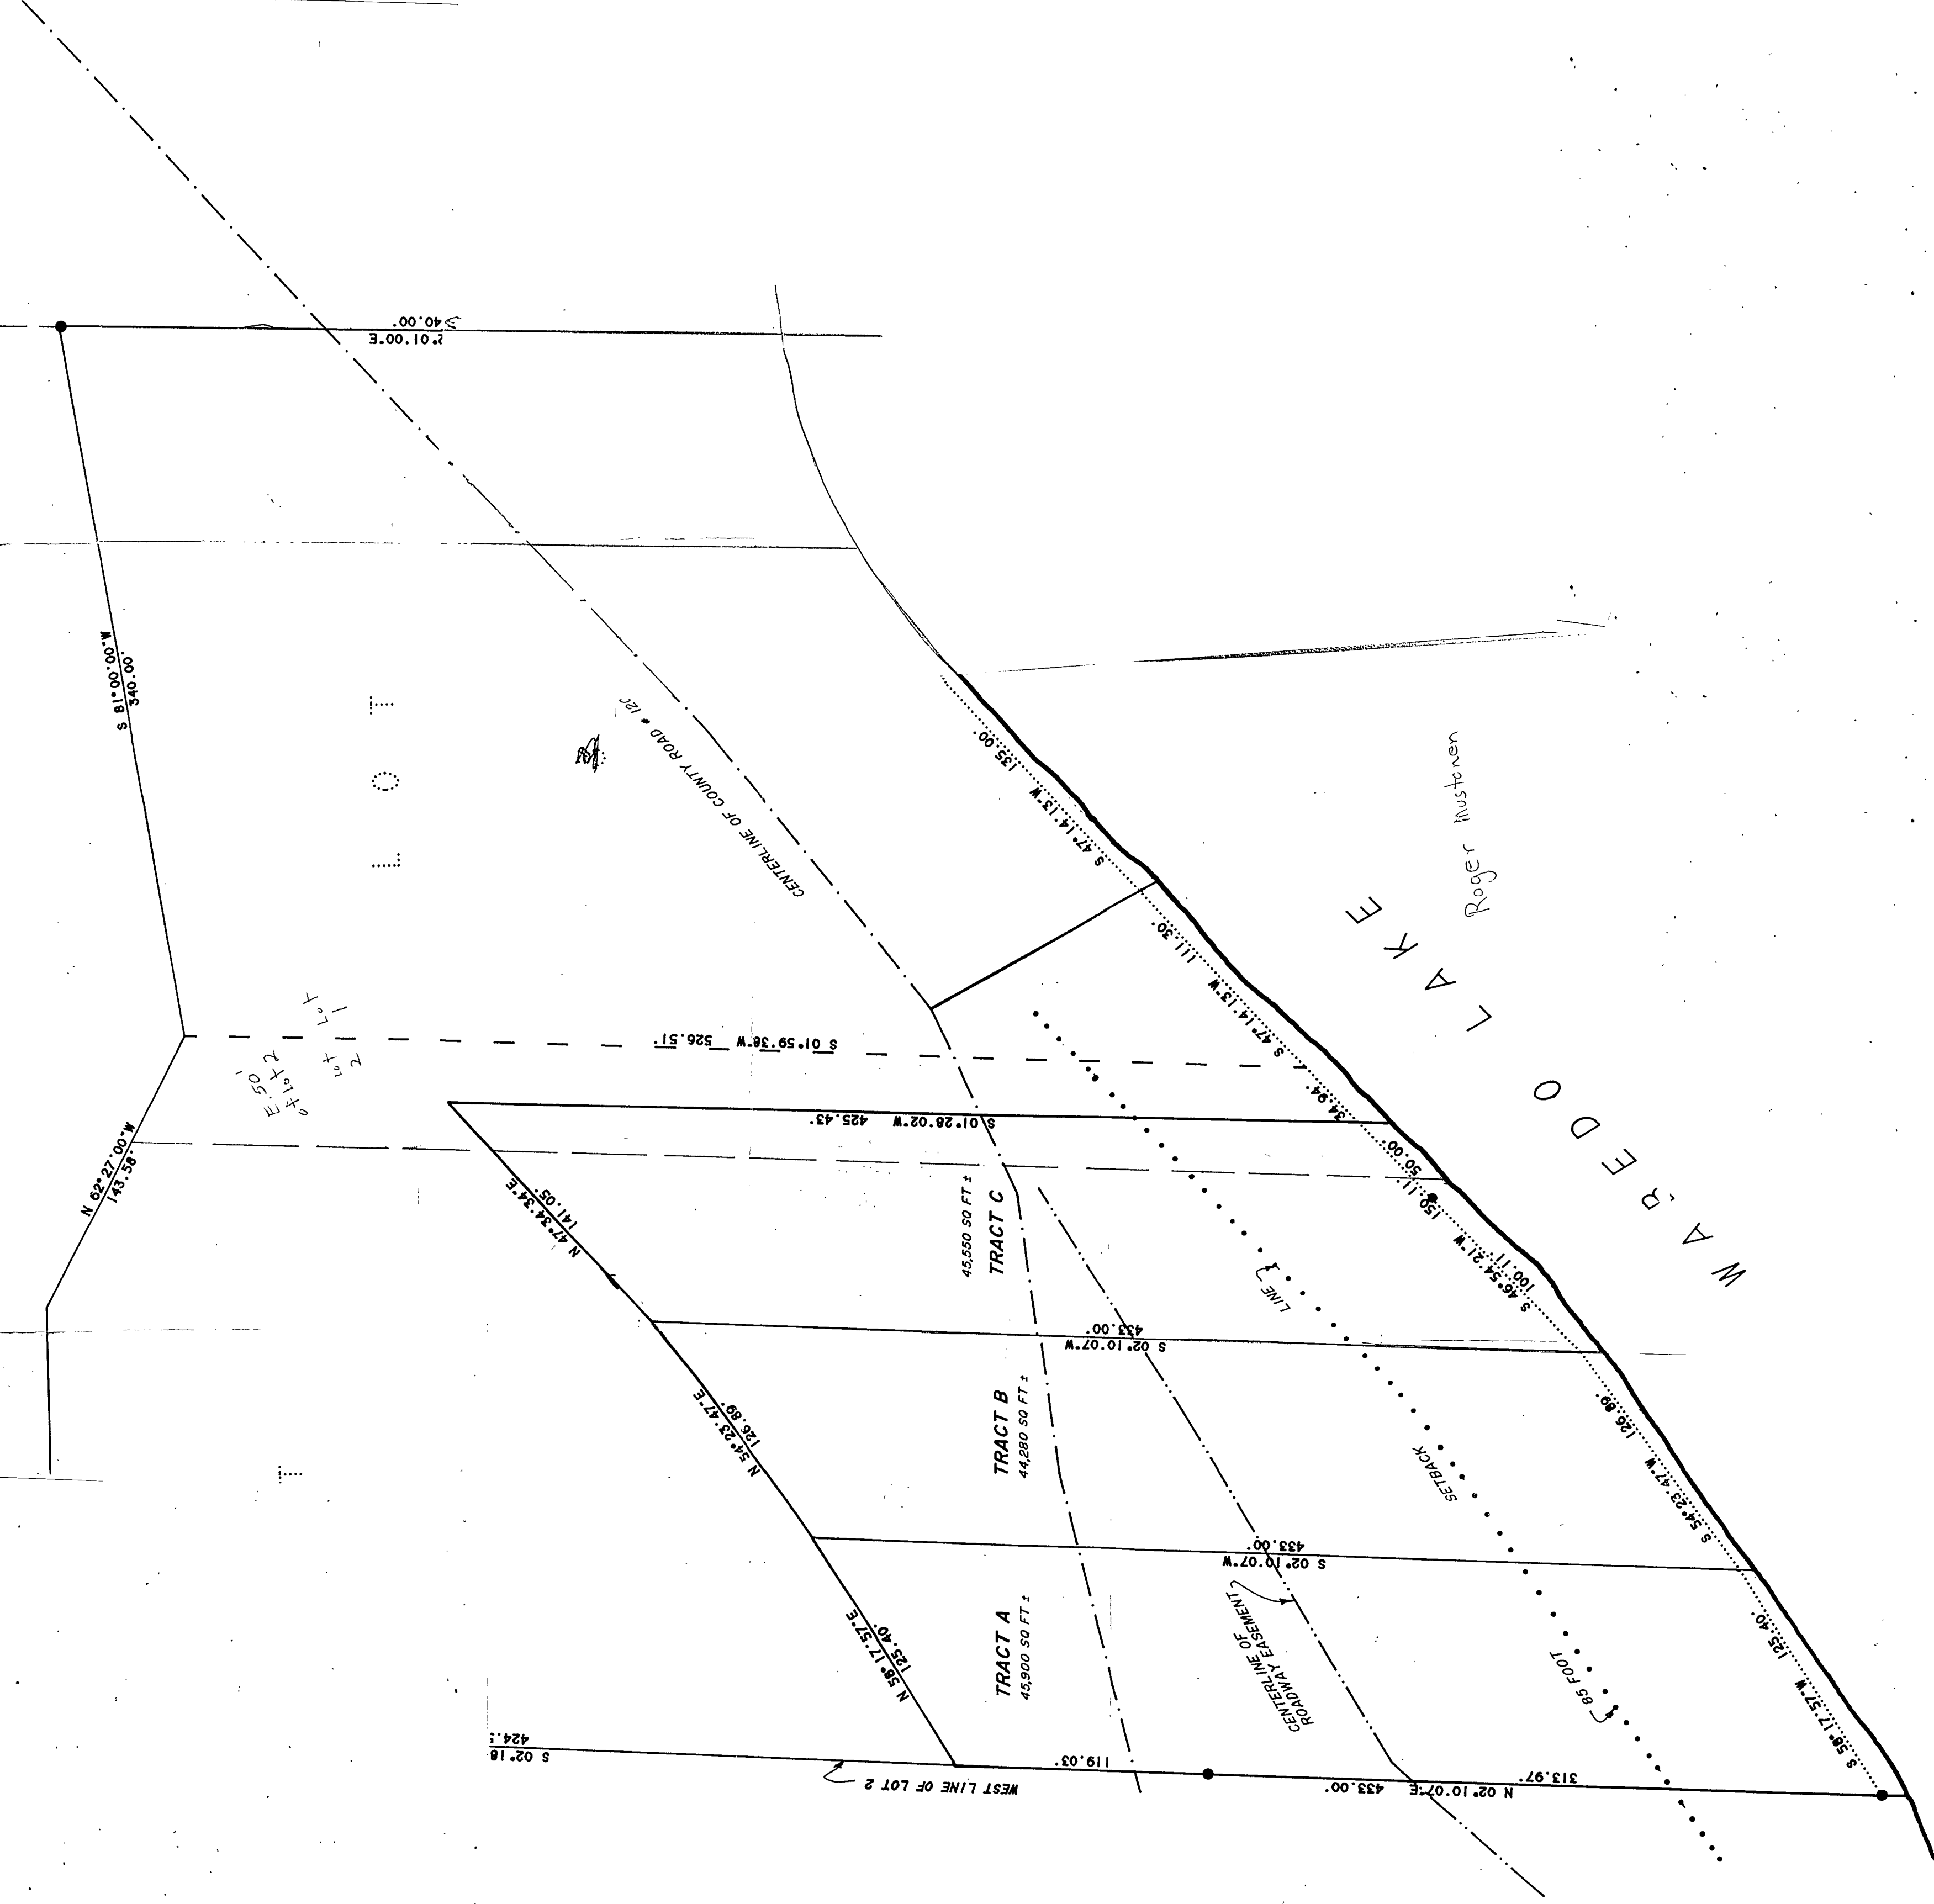 40.00'
2°01.00"E
S 81°00'00"W
340.00'
LOT
CENTERLINE OF COUNTY ROAD # 12C
135.00'
S 47°14'13"W
Roger Mustonen
WAREDO LAKE
111.30'
S 47°14'13"W
34.94'
Lot
1
Lot
2
E. 50'
of Lot 2
S 01°59'38"W 526.51'
N 62°27'00"W
143.58'
S 01°28'02"W 425.43'
50.00'
150.11'
S 46°54'21"W
100.11'
N 47°34'34"E
141.05'
45,550 SQ FT ±
TRACT C
LINE
433.00'
S 02°10'07"W
N 54°23'47"E
126.89'
TRACT B
44,280 SQ FT ±
SETBACK
126.89'
S 54°23'47"W
T
433.00'
S 02°10'07"W
N 58°17'57"E
125.40'
TRACT A
45,900 SQ FT ±
CENTERLINE OF
ROADWAY EASEMENT
85 FOOT
125.40'
S 58°17'57"W
S 02°18
424.
WEST LINE OF LOT 2
119.03'
N 02°10'07"E 433.00'
313.97'